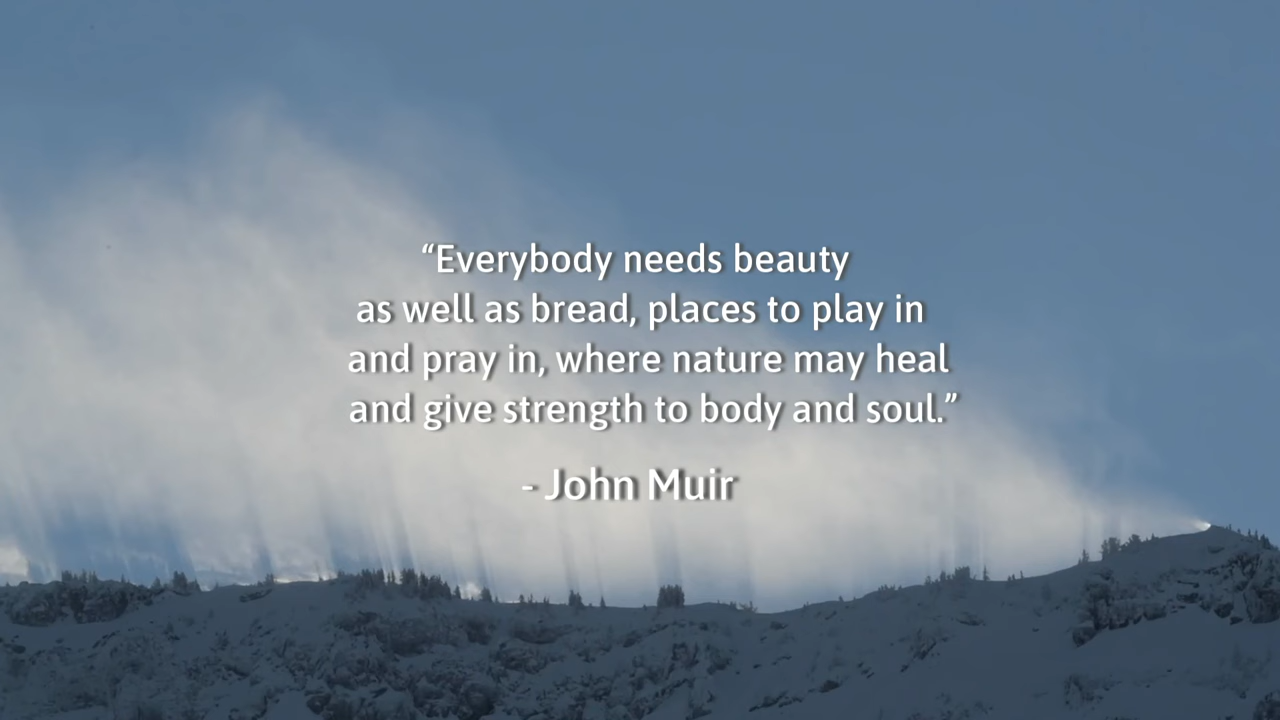 “Everybody needs beauty
as well as bread, places to play in
and pray in, where nature may heal
and give strength to body and soul.”
- John Muir